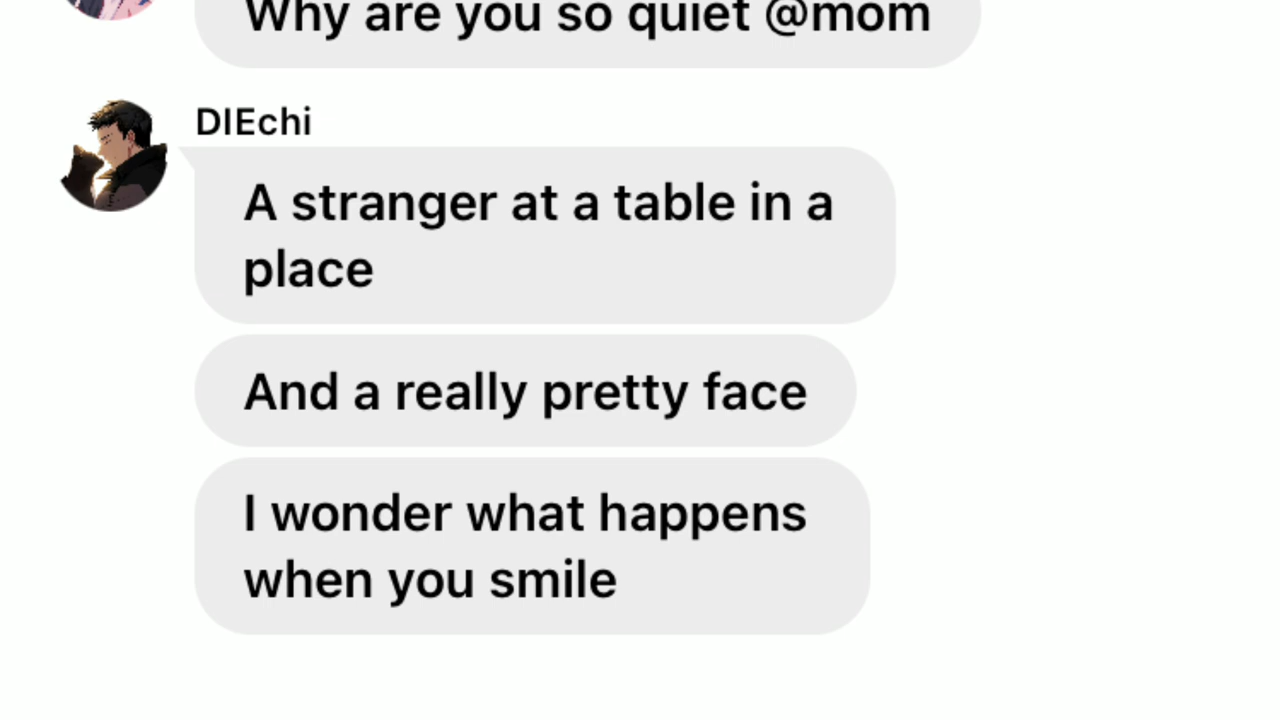 Why are you so quiet @mom
DIEchi
A stranger at a table in a
place
And a really pretty face
I wonder what happens
when you smile